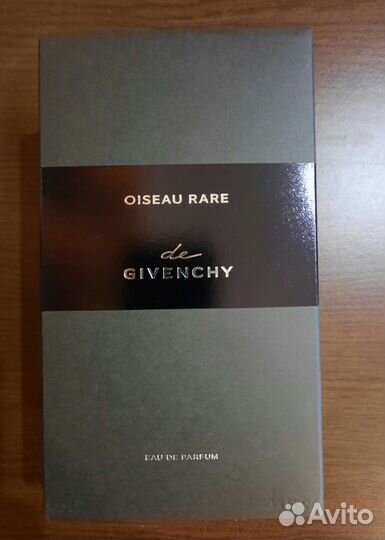 OISEAU RARE
de
GIVENCHY
EAU DE PARFUM
Avito